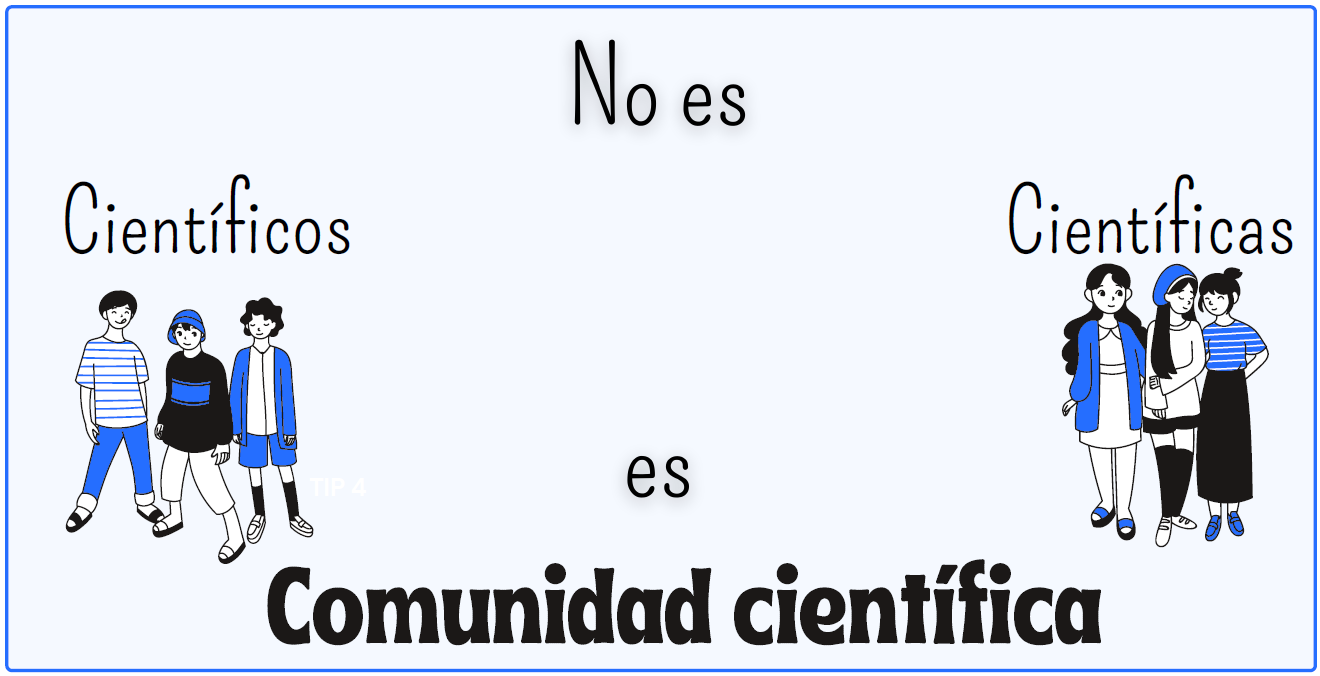 No es
Científicos
Científicas
TIP 4
es
Comunidad científica